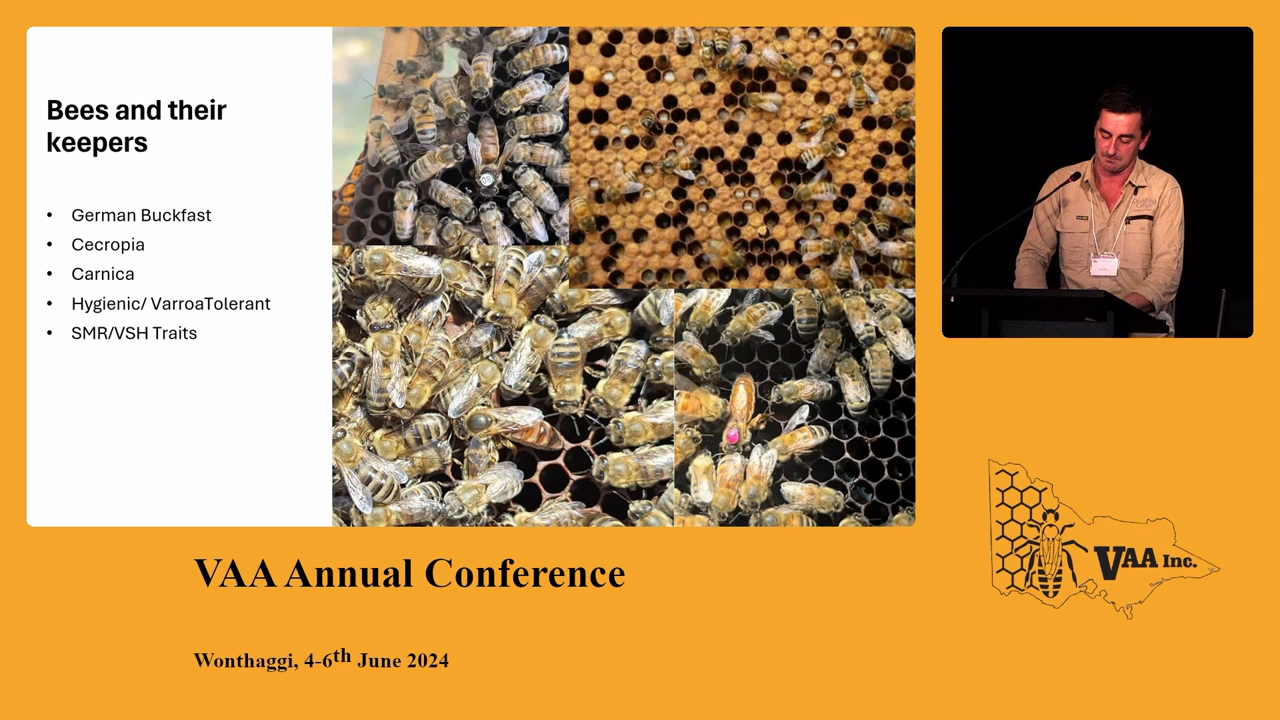 Bees and their
keepers
• German Buckfast
• Cecropia
• Carnica
• Hygienic/ VarroaTolerant
• SMR/VSH Traits
VAA Annual Conference
Wonthaggi, 4-6th June 2024
VAA Inc.